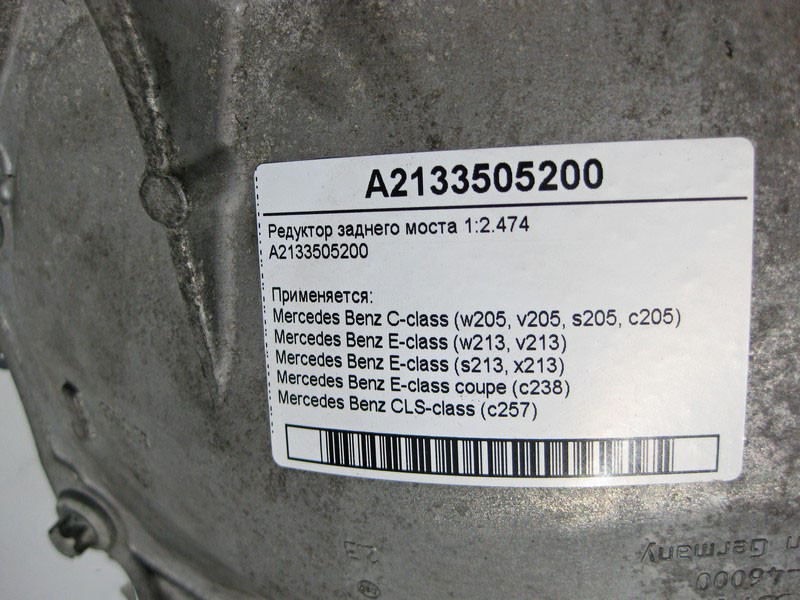 A2133505200
Редуктор заднего моста 1:2.474
A2133505200
Применяется:
Mercedes Benz C-class (w205, v205, s205, c205)
Mercedes Benz E-class (w213, v213)
Mercedes Benz E-class (s213, x213)
Mercedes Benz E-class coupe (c238)
Mercedes Benz CLS-class (c257)
Germany